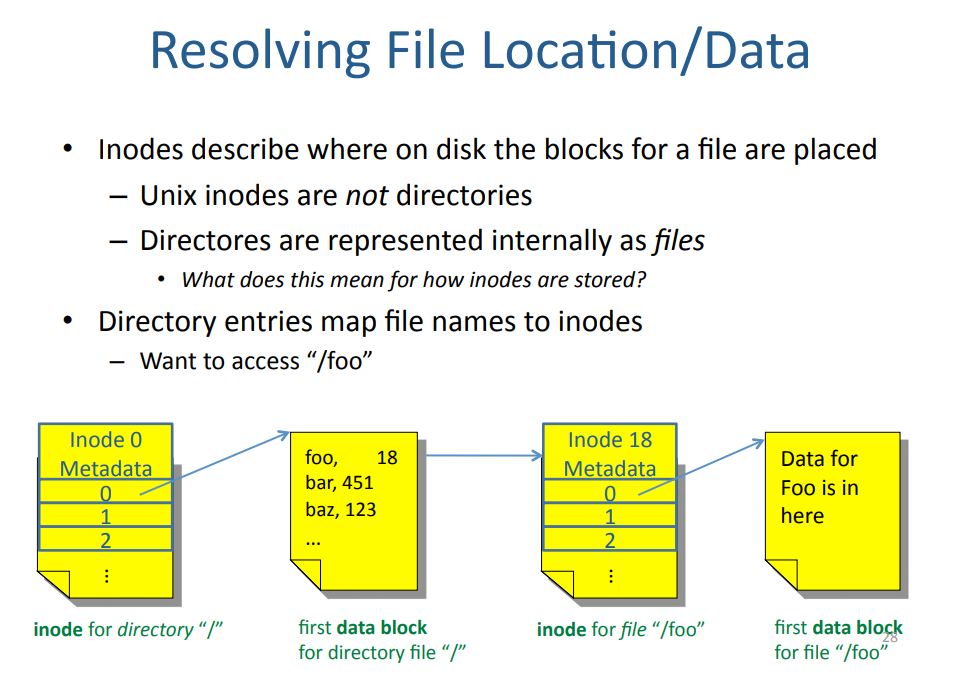 Resolving File Location/Data
• Inodes describe where on disk the blocks for a file are placed
– Unix inodes are not directories
– Directores are represented internally as files
• What does this mean for how inodes are stored?
• Directory entries map file names to inodes
– Want to access “/foo”
Inode 0
Metadata
0
1
2
⋮
inode for directory “/”
foo, 18
bar, 451
baz, 123
...
first data block
for directory file “/”
Inode 18
Metadata
0
1
2
⋮
inode for file “/foo”
Data for
Foo is in
here
first data block
for file “/foo”
28